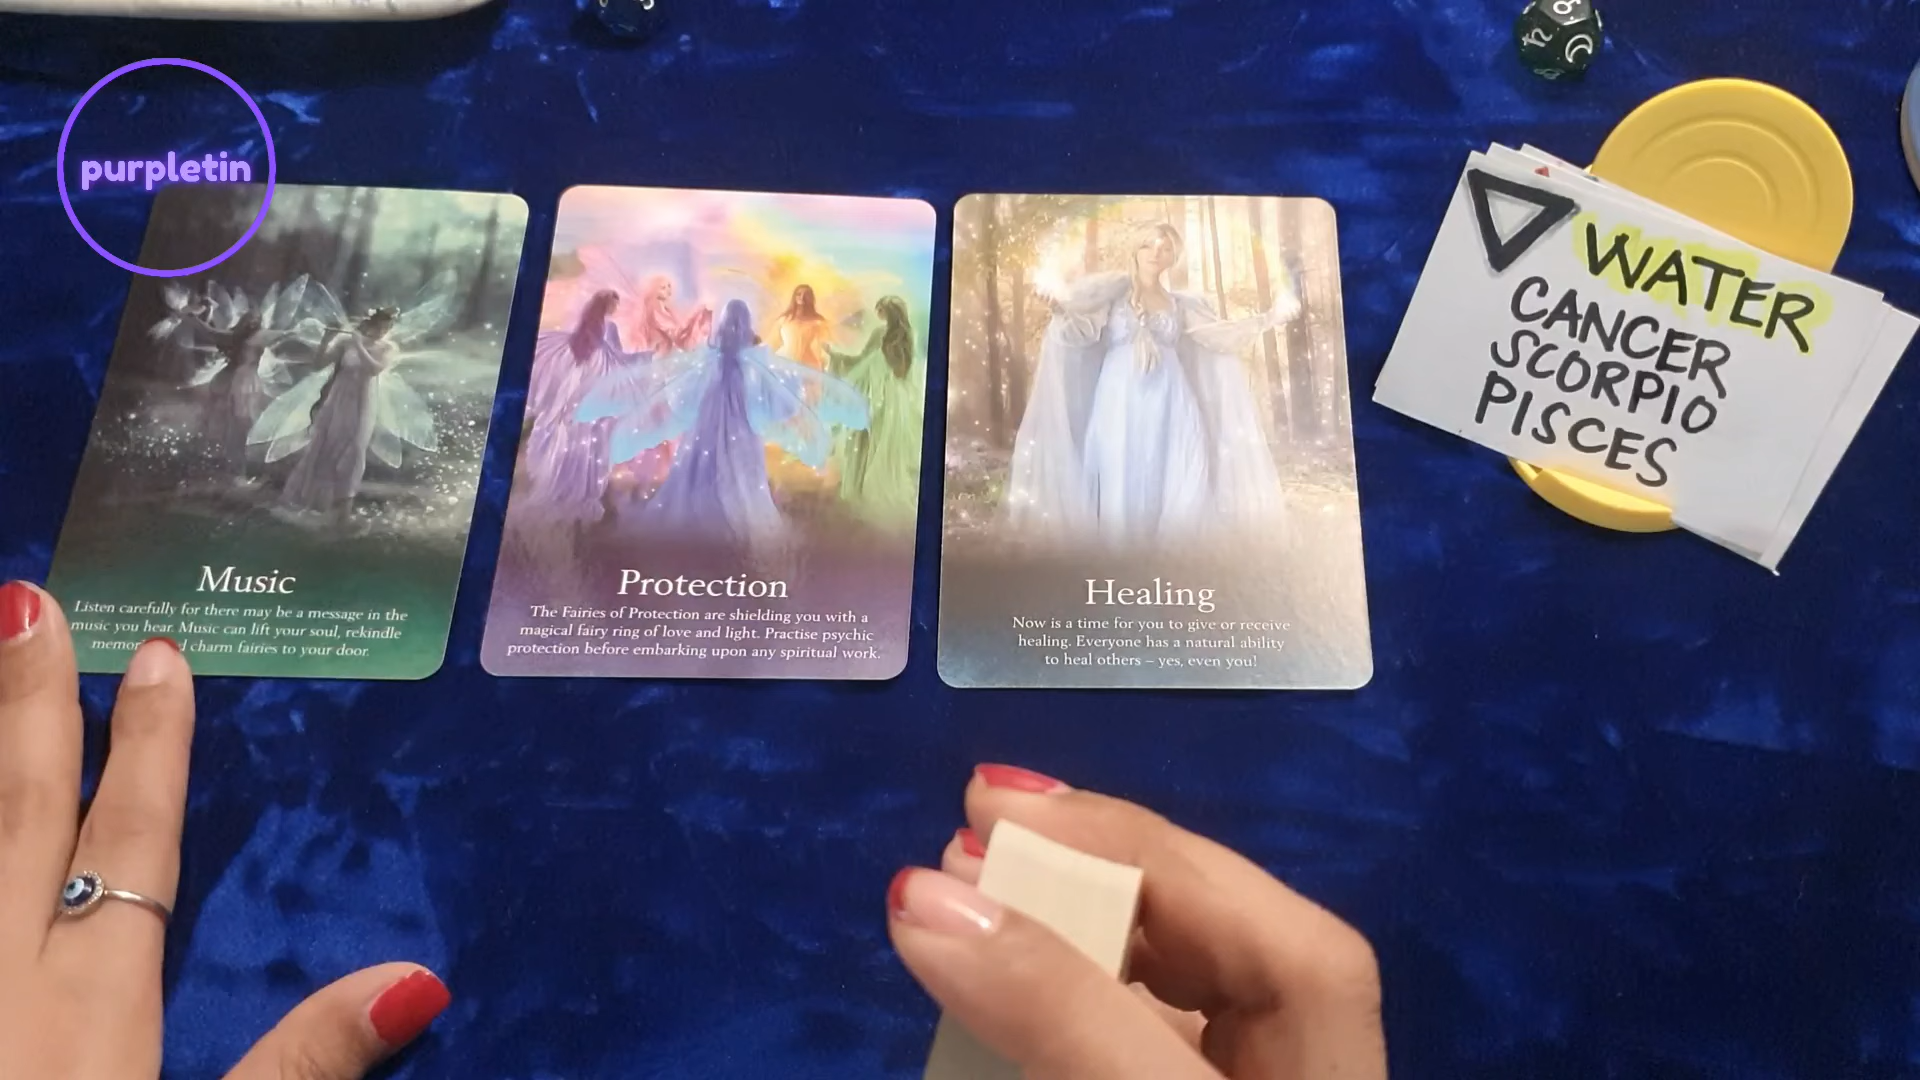 purpletin
Music
Listen carefully for there may be a message in the
music you hear. Music can lift your soul, rekindle
charm fairies to your door.
Protection
The Fairies of Protection are shielding you with a
magical fairy ring of love and light. Practise psychic
protection before embarking upon any spiritual work.
Healing
Now is a time for you to give or receive
healing. Everyone has a natural ability
to heal others – yes, even you!
WATER
CANCER
SCORPIO
PISCES